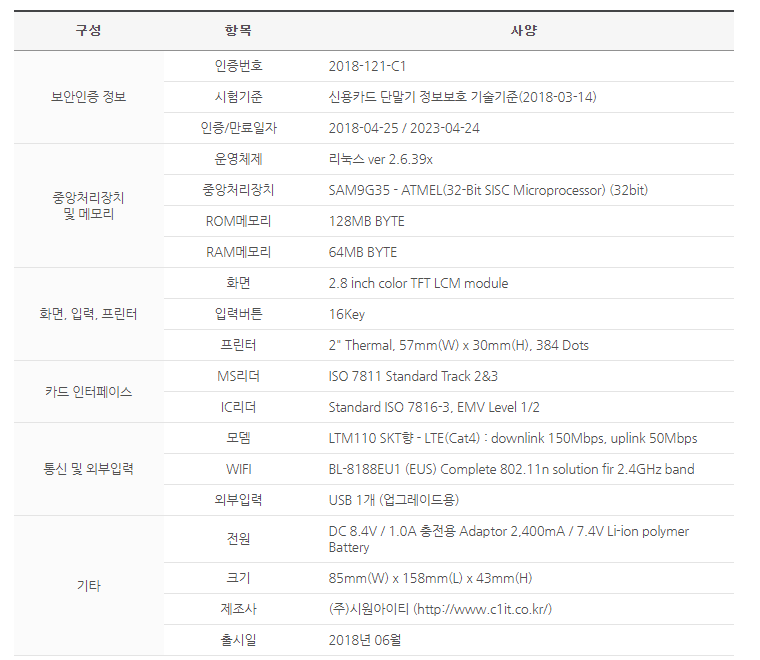 구성 항목 사양
보안인증 정보
인증번호 2018-121-C1
시험기준 신용카드 단말기 정보보호 기술기준(2018-03-14)
인증/만료일자 2018-04-25 / 2023-04-24
중앙처리장치
및 메모리
운영체제 리눅스 ver 2.6.39x
중앙처리장치 SAM9G35 - ATMEL(32-Bit SISC Microprocessor) (32bit)
ROM메모리 128MB BYTE
RAM메모리 64MB BYTE
화면, 입력, 프린터
화면 2.8 inch color TFT LCM module
입력버튼 16Key
프린터 2" Thermal, 57mm(W) x 30mm(H), 384 Dots
카드 인터페이스
MS리더 ISO 7811 Standard Track 2&3
IC리더 Standard ISO 7816-3, EMV Level 1/2
통신 및 외부입력
모뎀 LTM110 SKT향 - LTE(Cat4) : downlink 150Mbps, uplink 50Mbps
WIFI BL-8188EU1 (EUS) Complete 802.11n solution fir 2.4GHz band
외부입력 USB 1개 (업그레이드용)
기타
전원 DC 8.4V / 1.0A 충전용 Adaptor 2,400mA / 7.4V Li-ion polymer
Battery
크기 85mm(W) x 158mm(L) x 43mm(H)
제조사 (주)시원아이티 (http://www.c1it.co.kr/)
출시일 2018년 06월